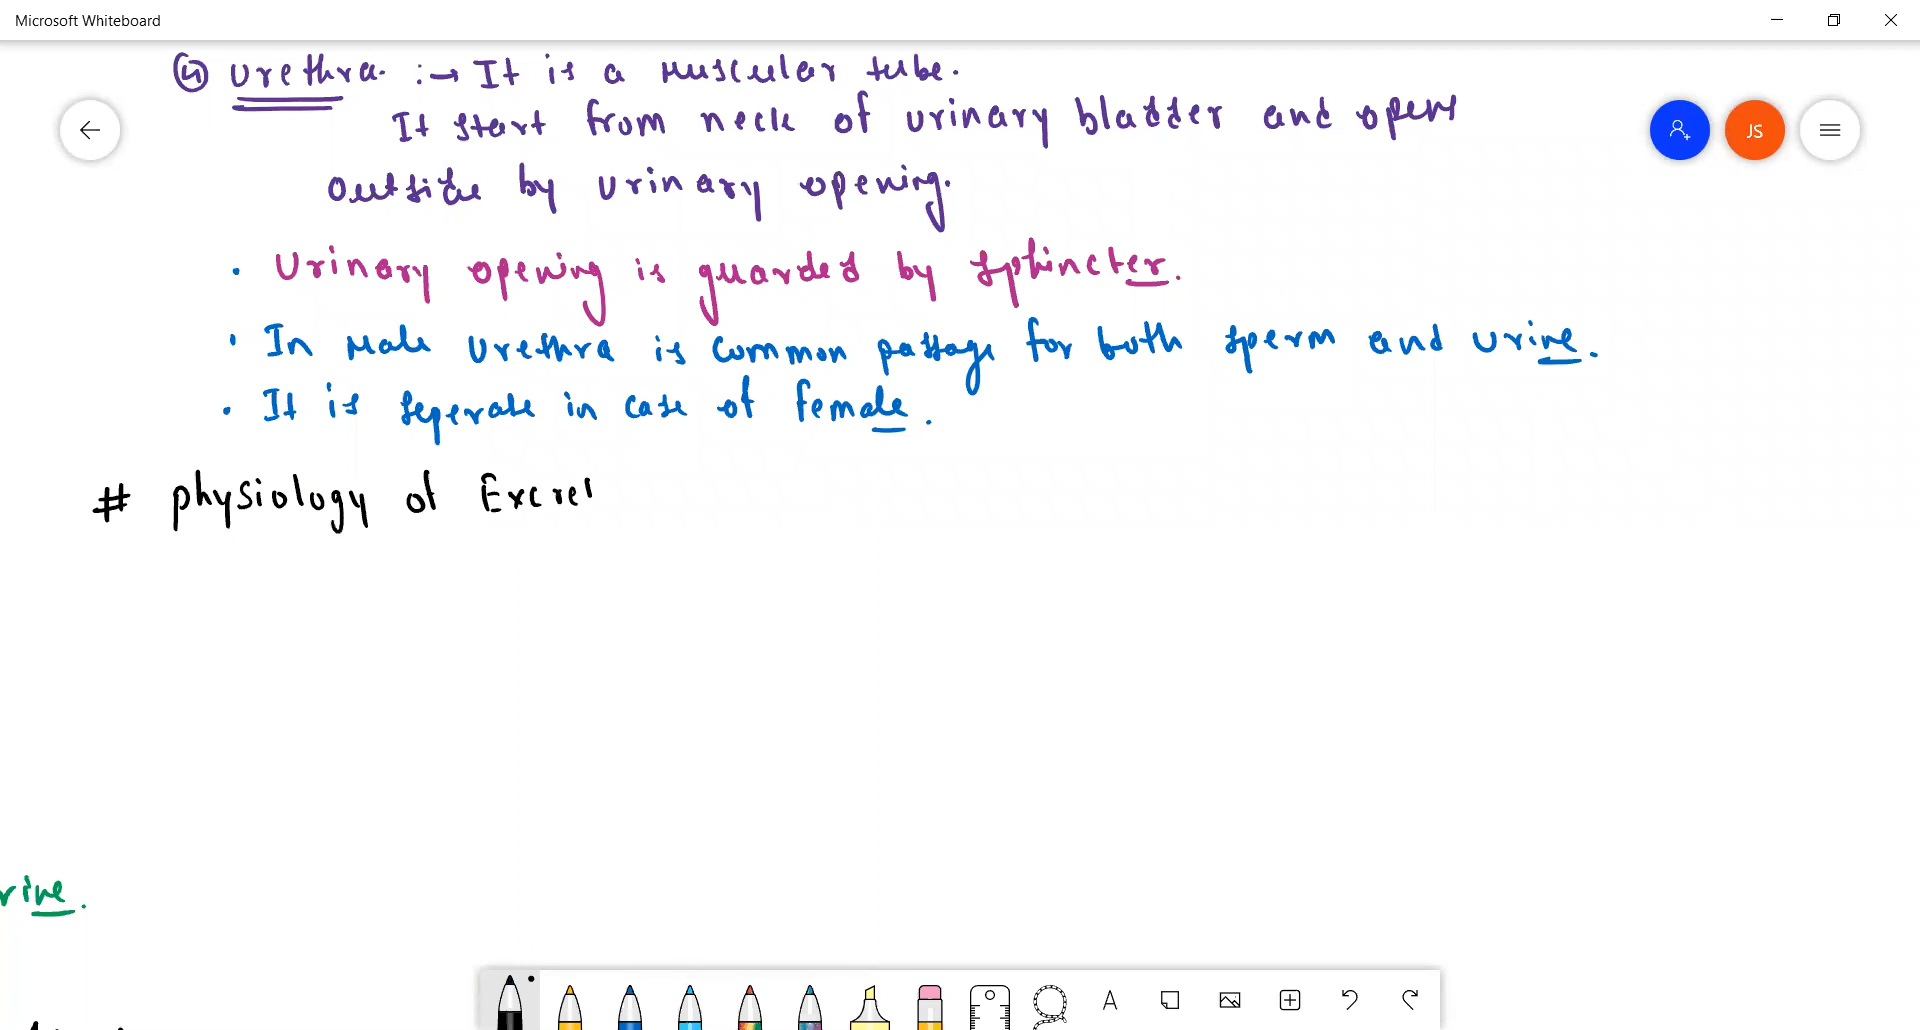 Microsoft Whiteboard
④ Urethra. :→ It is a muscular tube.
It start from neck of urinary bladder and opens
JS
outside by urinary opening.
• Urinary opening is guarded by sphincter.
• In male urethra is common passage for both sperm and urine.
• It is seperate in case of female.
# physiology of Excret
rine.